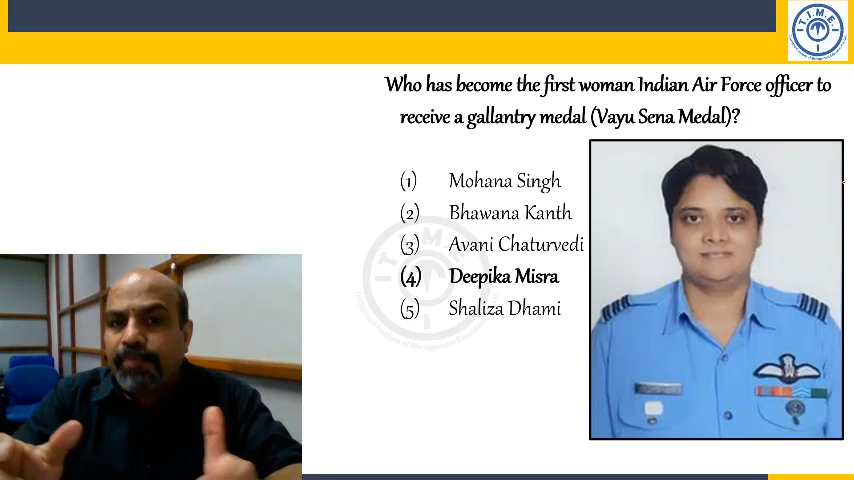 T.I.M.E.
Who has become the first woman Indian Air Force officer to
receive a gallantry medal (Vayu Sena Medal)?
(1) Mohana Singh
(2) Bhawana Kanth
(3) Avani Chaturvedi
(4) Deepika Misra
(5) Shaliza Dhami
T.I.M.E.